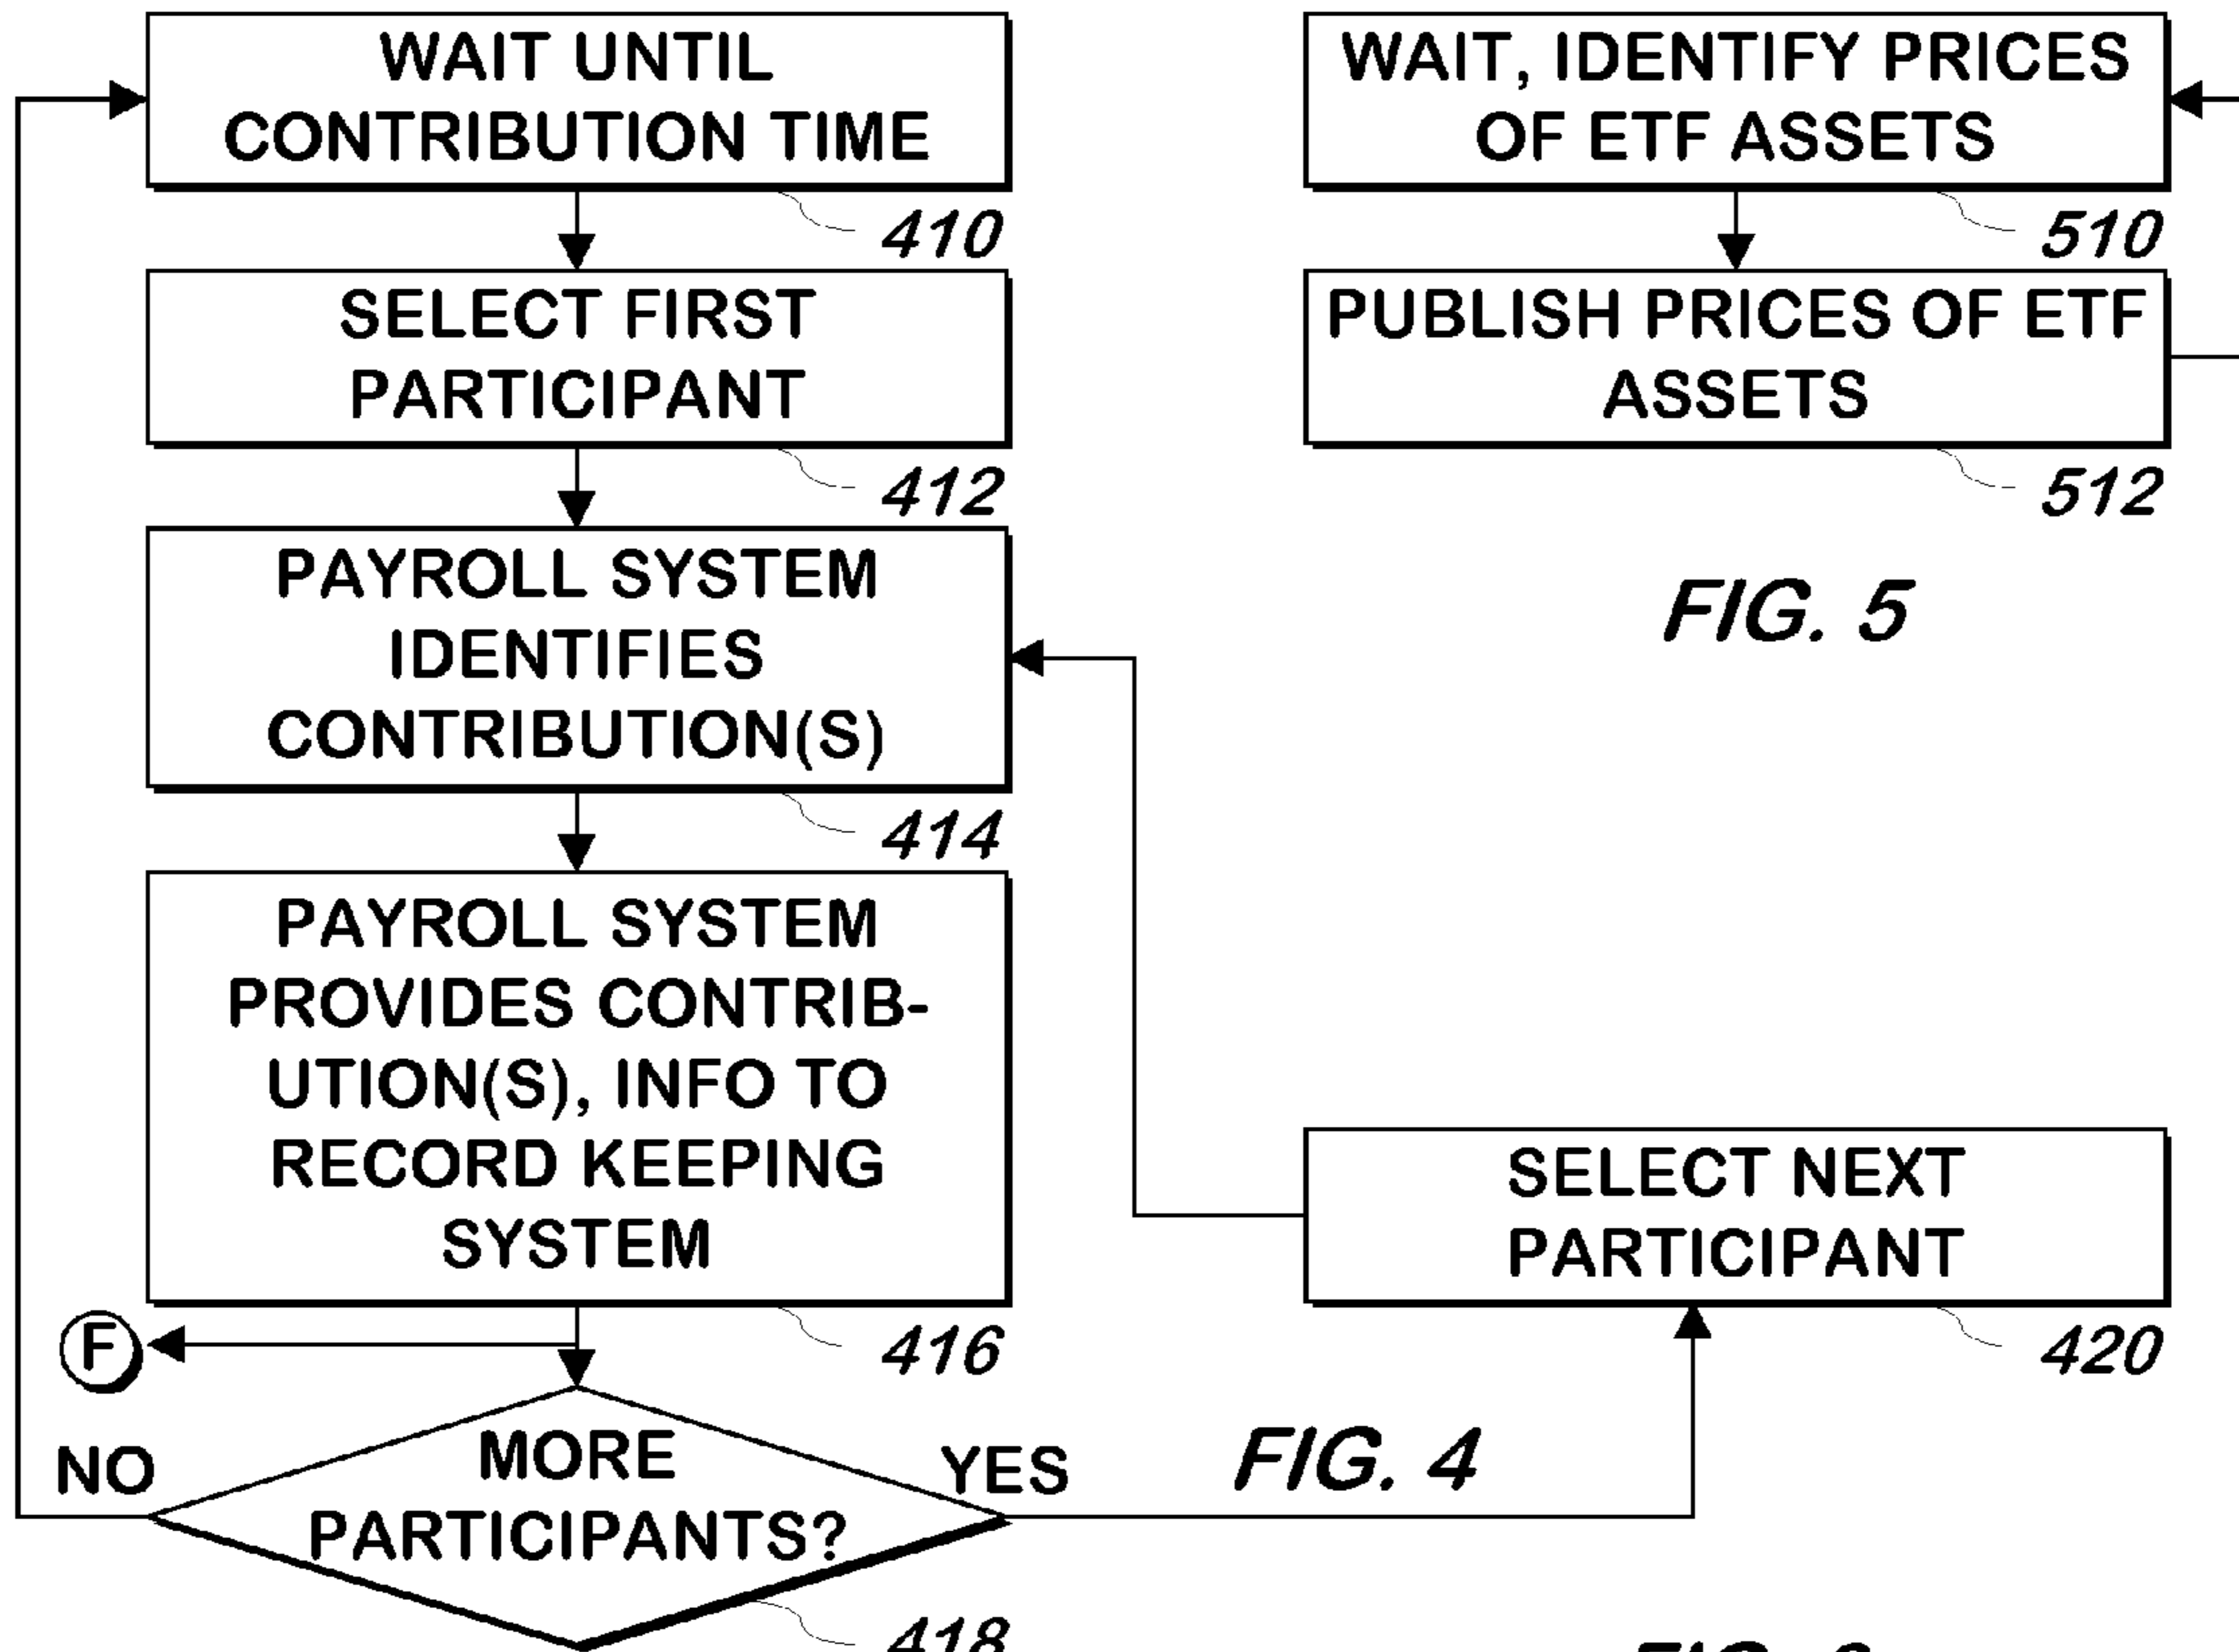 WAIT UNTIL
CONTRIBUTION TIME
410
SELECT FIRST
PARTICIPANT
412
PAYROLL SYSTEM
IDENTIFIES
CONTRIBUTION(S)
414
PAYROLL SYSTEM
PROVIDES CONTRIB-
UTION(S), INFO TO
RECORD KEEPING
SYSTEM
416
F
MORE
PARTICIPANTS?
NO
YES
418
FIG. 4
SELECT NEXT
PARTICIPANT
420
WAIT, IDENTIFY PRICES
OF ETF ASSETS
510
PUBLISH PRICES OF ETF
ASSETS
512
FIG. 5